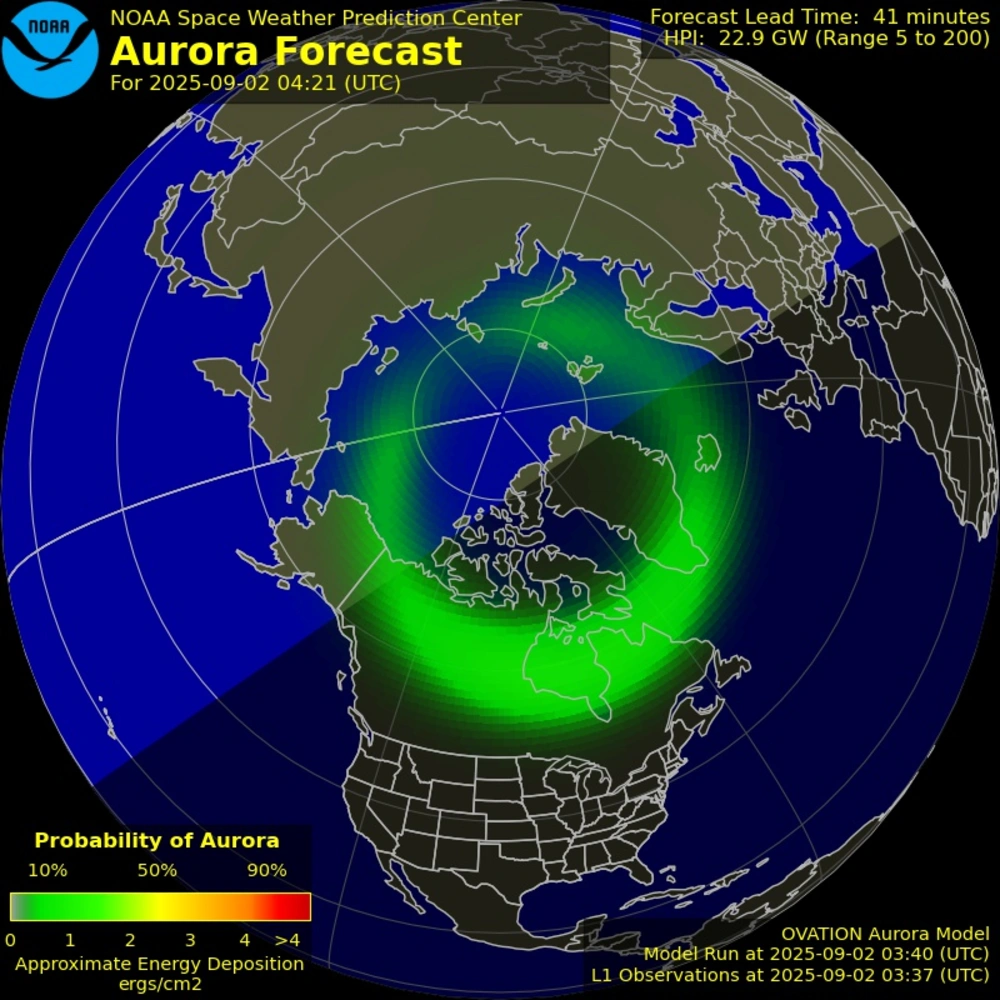 NOAA
NOAA Space Weather Prediction Center
Aurora Forecast
For 2025-09-02 04:21 (UTC)
Forecast Lead Time: 41 minutes
HPI: 22.9 GW (Range 5 to 200)
Probability of Aurora
10% 50% 90%
0 1 2 3 4 >4
Approximate Energy Deposition
ergs/cm2
OVATION Aurora Model
Model Run at 2025-09-02 03:40 (UTC)
L1 Observations at 2025-09-02 03:37 (UTC)